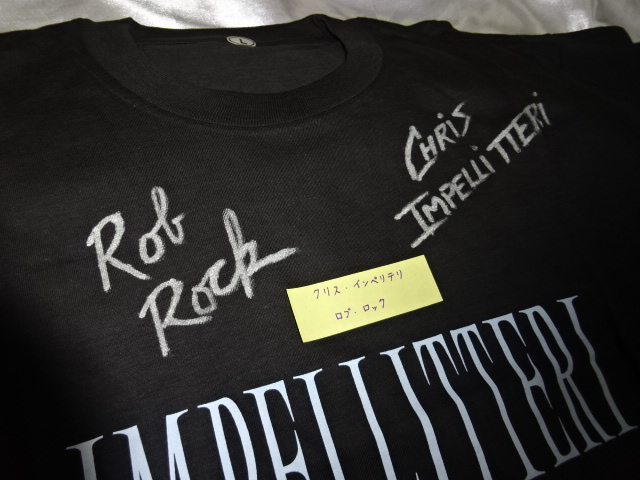 L
Chris
Impellitteri
Rob
Rock
クリス・インペリテリ
ロブ・ロック
IMPELLITTERI